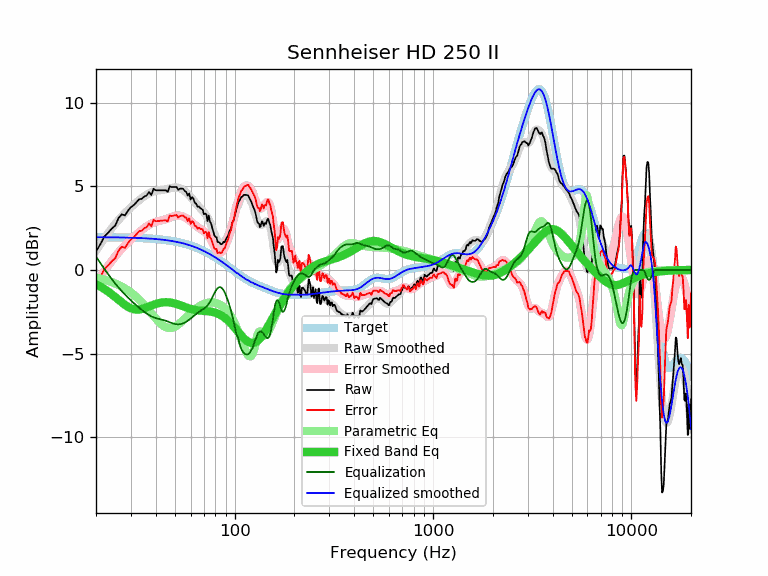 Sennheiser HD 250 II
10
5
0
−5
−10
Amplitude (dBr)
Target
Raw Smoothed
Error Smoothed
Raw
Error
Parametric Eq
Fixed Band Eq
Equalization
Equalized smoothed
100
1000
10000
Frequency (Hz)